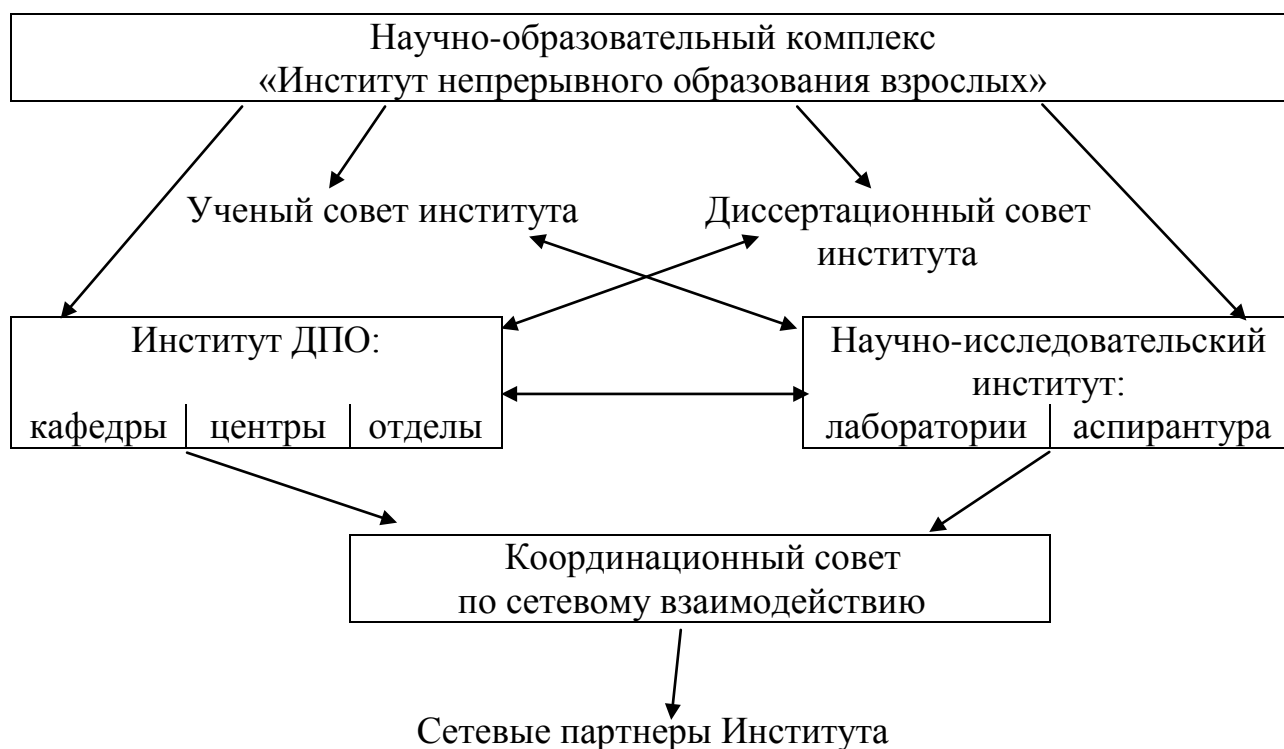 Научно-образовательный комплекс
«Институт непрерывного образования взрослых»
Ученый совет института
Диссертационный совет
института
Институт ДПО:
кафедры центры отделы
Научно-исследовательский
институт:
лаборатории аспирантура
Координационный совет
по сетевому взаимодействию
Сетевые партнеры Института